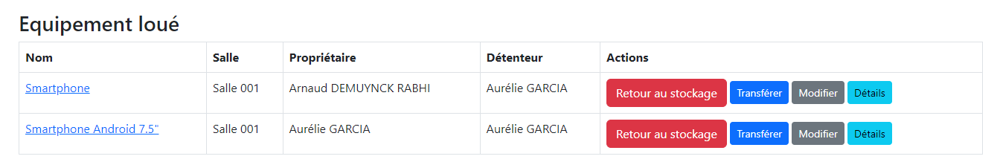 Equipement loué
Nom Salle Propriétaire Détenteur Actions
Smartphone Salle 001 Arnaud DEMUYNCK RABHI Aurélie GARCIA Retour au stockage Transférer Modifier Détails
Smartphone Android 7.5" Salle 001 Aurélie GARCIA Aurélie GARCIA Retour au stockage Transférer Modifier Détails